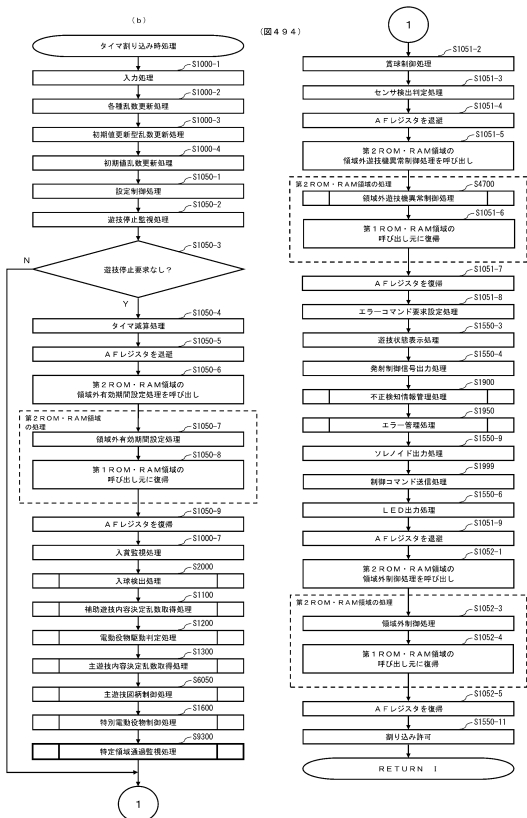 (b)
(図494)
タイマ割り込み時処理
S1000-1
入力処理
S1000-2
各種乱数更新処理
S1000-3
初期値更新型乱数更新処理
S1000-4
初期値乱数更新処理
S1050-1
設定制御処理
S1050-2
遊技停止監視処理
S1050-3
遊技停止要求なし?
N
Y
S1050-4
タイマ減算処理
S1050-5
AFレジスタを退避
S1050-6
第2ROM・RAM領域の
領域外有効期間設定処理を呼び出し
第2ROM・RAM領域
の処理
S1050-7
領域外有効期間設定処理
S1050-8
第1ROM・RAM領域の
呼び出し元に復帰
S1050-9
AFレジスタを復帰
S1000-7
入賞監視処理
S2000
入球検出処理
S1100
補助遊技内容決定乱数取得処理
S1200
電動役物駆動判定処理
S1300
主遊技内容決定乱数取得処理
S6050
主遊技図柄制御処理
S1600
特別電動役物制御処理
S9300
特定領域通過監視処理
1
1
S1051-2
賞球制御処理
S1051-3
センサ検出判定処理
S1051-4
AFレジスタを退避
S1051-5
第2ROM・RAM領域の
領域外遊技機異常制御処理を呼び出し
第2ROM・RAM領域の処理
S4700
領域外遊技機異常制御処理
S1051-6
第1ROM・RAM領域の
呼び出し元に復帰
S1051-7
AFレジスタを復帰
S1051-8
エラーコマンド要求設定処理
S1550-3
遊技状態表示処理
S1550-4
発射制御信号出力処理
S1900
不正検知情報管理処理
S1950
エラー管理処理
S1550-9
ソレノイド出力処理
S1999
制御コマンド送信処理
S1550-6
LED出力処理
S1051-9
AFレジスタを退避
S1052-1
第2ROM・RAM領域の
領域外制御処理を呼び出し
第2ROM・RAM領域の処理
S1052-3
領域外制御処理
S1052-4
第1ROM・RAM領域の
呼び出し元に復帰
S1052-5
AFレジスタを復帰
S1550-11
割り込み許可
RETURN I